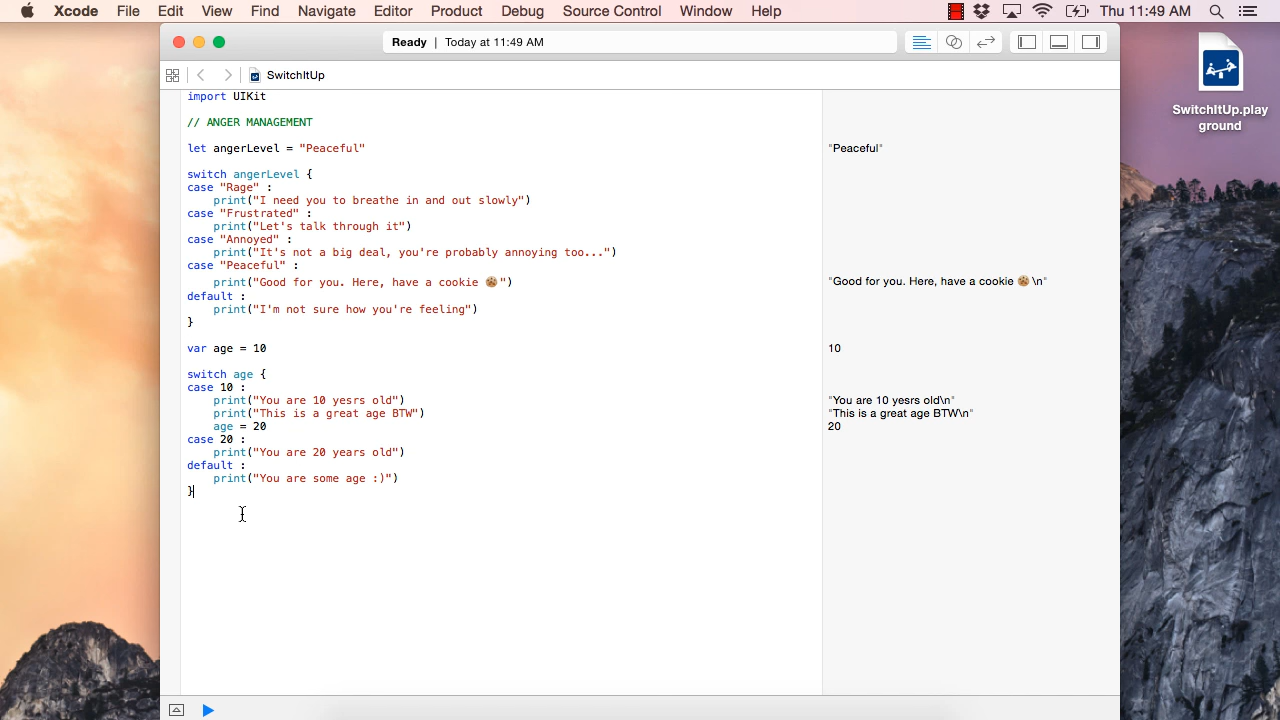 Xcode File Edit View Find Navigate Editor Product Debug Source Control Window Help Thu 11:49 AM
Ready | Today at 11:49 AM
SwitchItUp
SwitchItUp.play
ground
import UIKit
// ANGER MANAGEMENT
let angerLevel = "Peaceful"
"Peaceful"
switch angerLevel {
case "Rage" :
print("I need you to breathe in and out slowly")
case "Frustrated" :
print("Let's talk through it")
case "Annoyed" :
print("It's not a big deal, you're probably annoying too...")
case "Peaceful" :
print("Good for you. Here, have a cookie 🍪")
"Good for you. Here, have a cookie 🍪\n"
default :
print("I'm not sure how you're feeling")
}
var age = 10
10
switch age {
case 10 :
print("You are 10 yesrs old")
"You are 10 yesrs old\n"
print("This is a great age BTW")
"This is a great age BTW\n"
age = 20
20
case 20 :
print("You are 20 years old")
default :
print("You are some age :)")
}